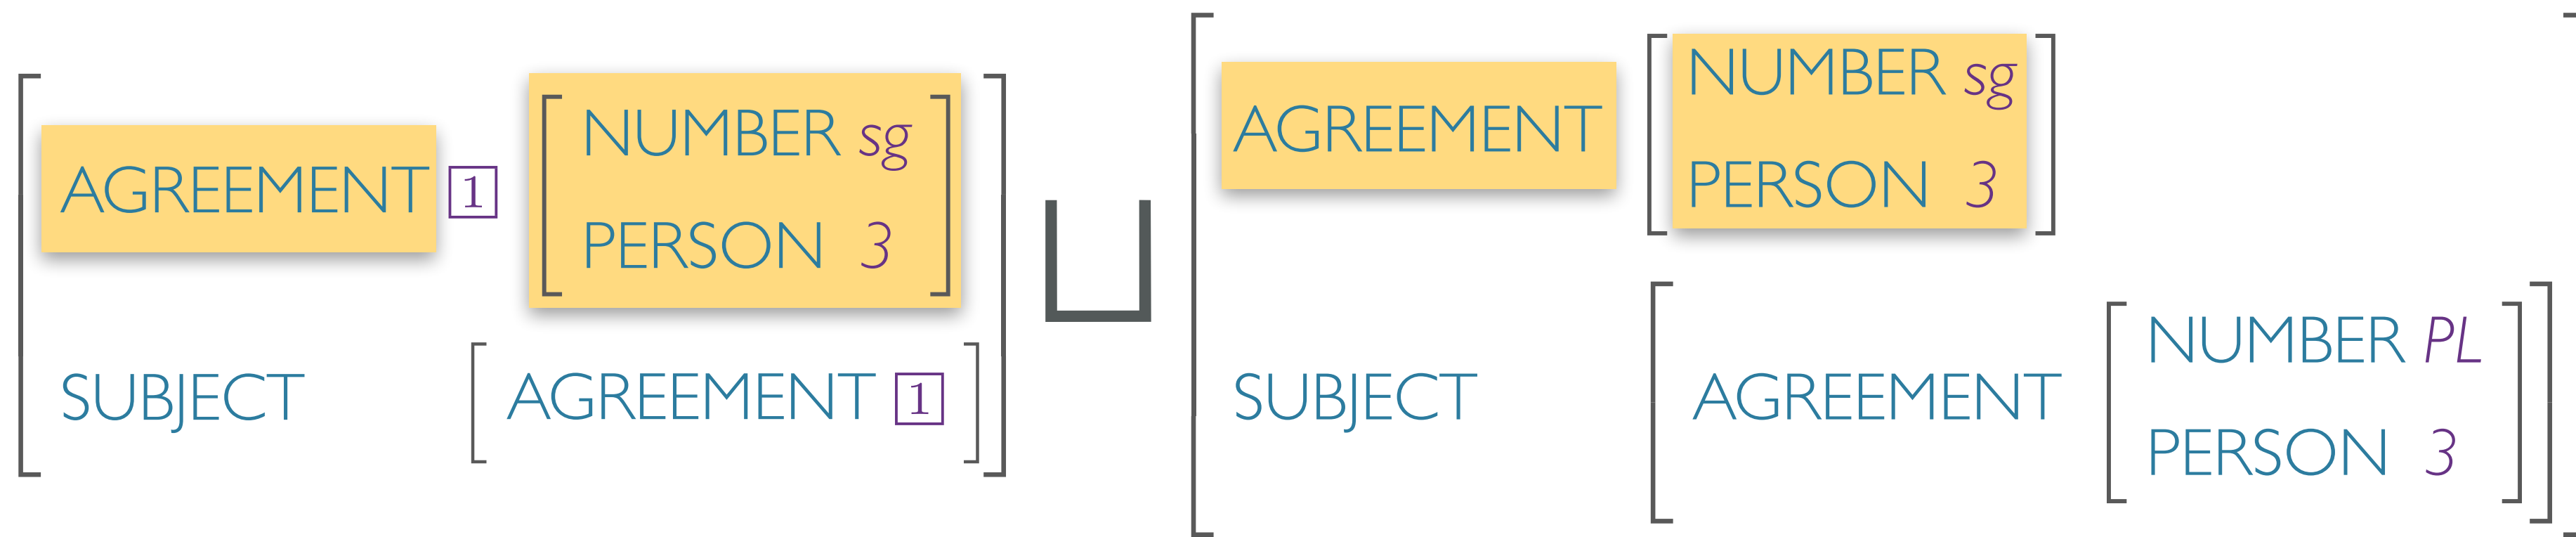 AGREEMENT 1 NUMBER sg
PERSON 3
SUBJECT AGREEMENT 1
⊔
AGREEMENT NUMBER sg
PERSON 3
SUBJECT AGREEMENT NUMBER PL
PERSON 3